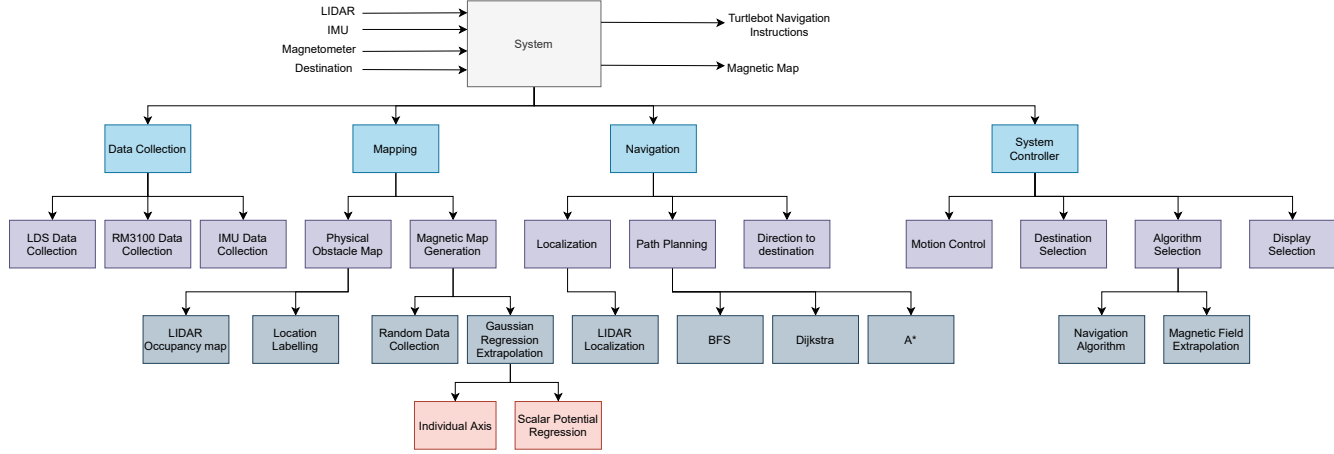 LIDAR
IMU
Magnetometer
Destination
System
Turtlebot Navigation
Instructions
Magnetic Map
Data Collection
Mapping
Navigation
System
Controller
LDS Data
Collection
RM3100 Data
Collection
IMU Data
Collection
Physical
Obstacle Map
Magnetic Map
Generation
Localization
Path Planning
Direction to
destination
Motion Control
Destination
Selection
Algorithm
Selection
Display
Selection
LIDAR
Occupancy map
Location
Labelling
Random Data
Collection
Gaussian
Regression
Extrapolation
LIDAR
Localization
BFS
Dijkstra
A*
Navigation
Algorithm
Magnetic Field
Extrapolation
Individual Axis
Scalar Potential
Regression